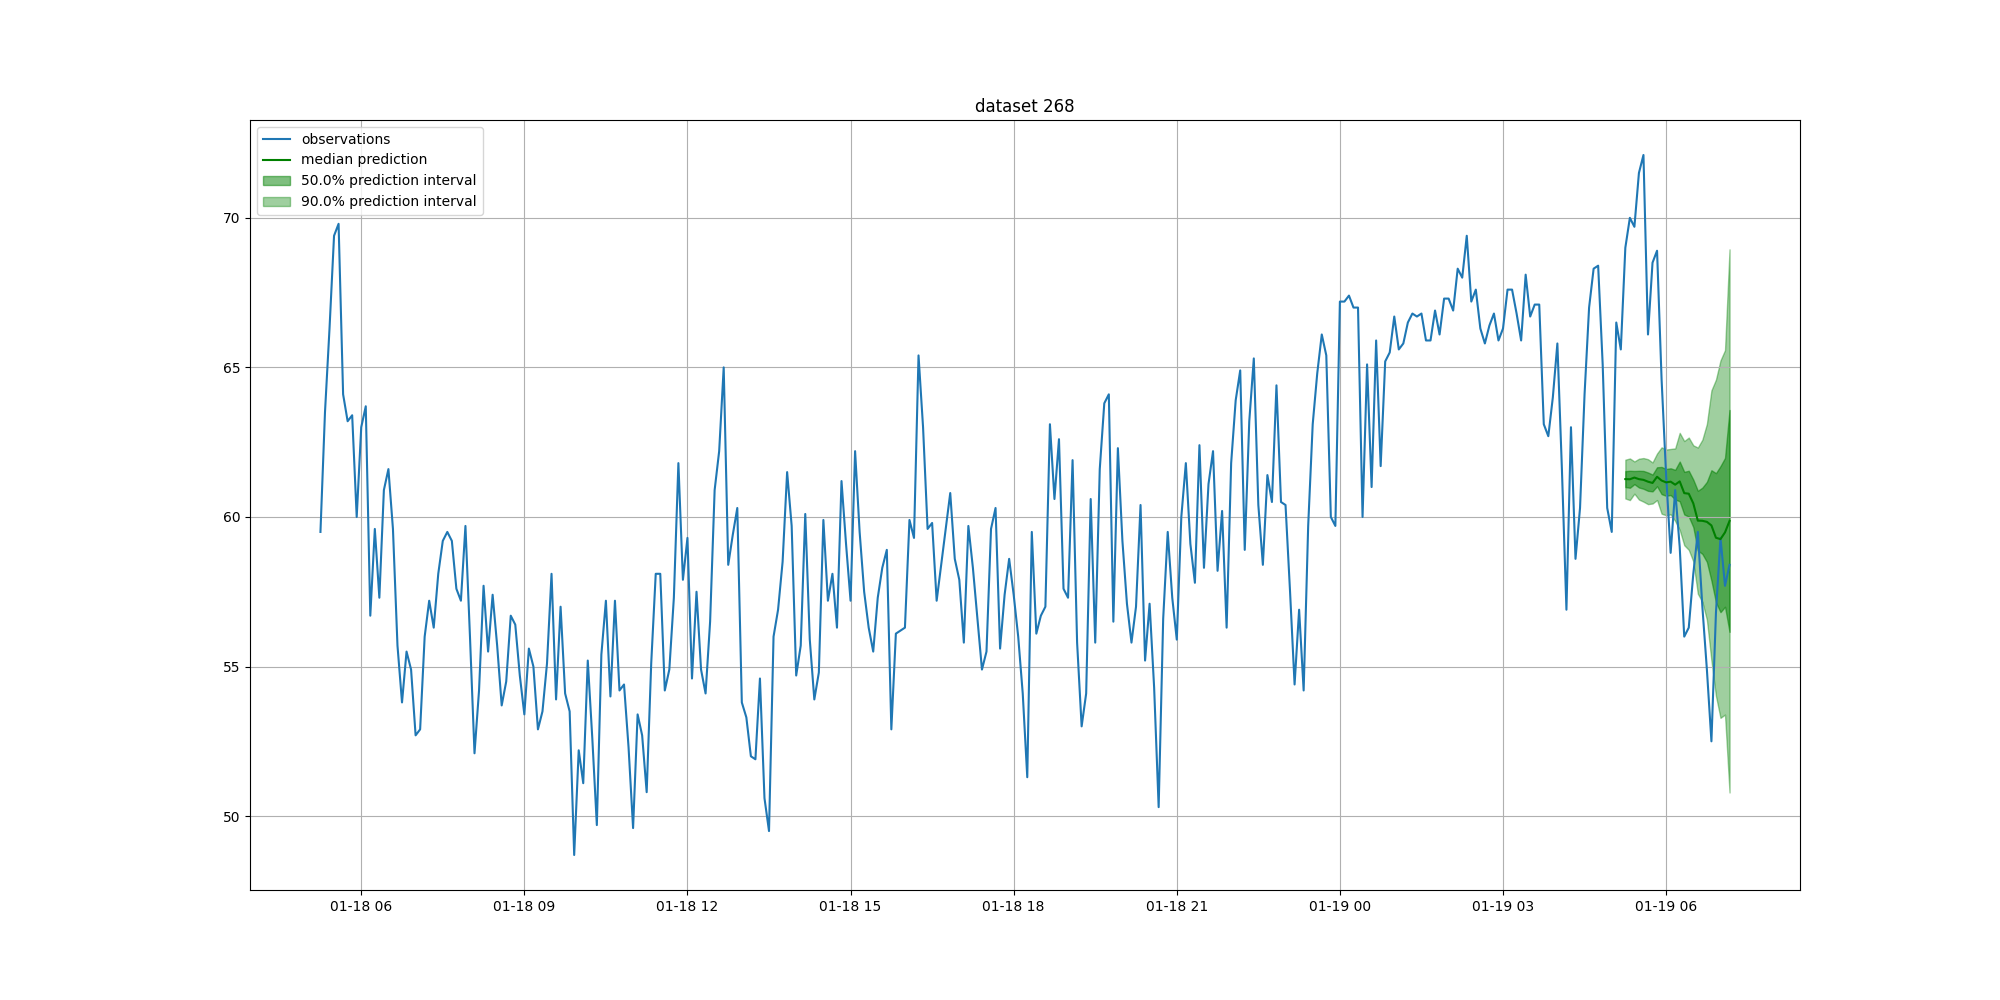 dataset 268
observations
median prediction
50.0% prediction interval
90.0% prediction interval
70
65
60
55
50
01-18 06
01-18 09
01-18 12
01-18 15
01-18 18
01-18 21
01-19 00
01-19 03
01-19 06